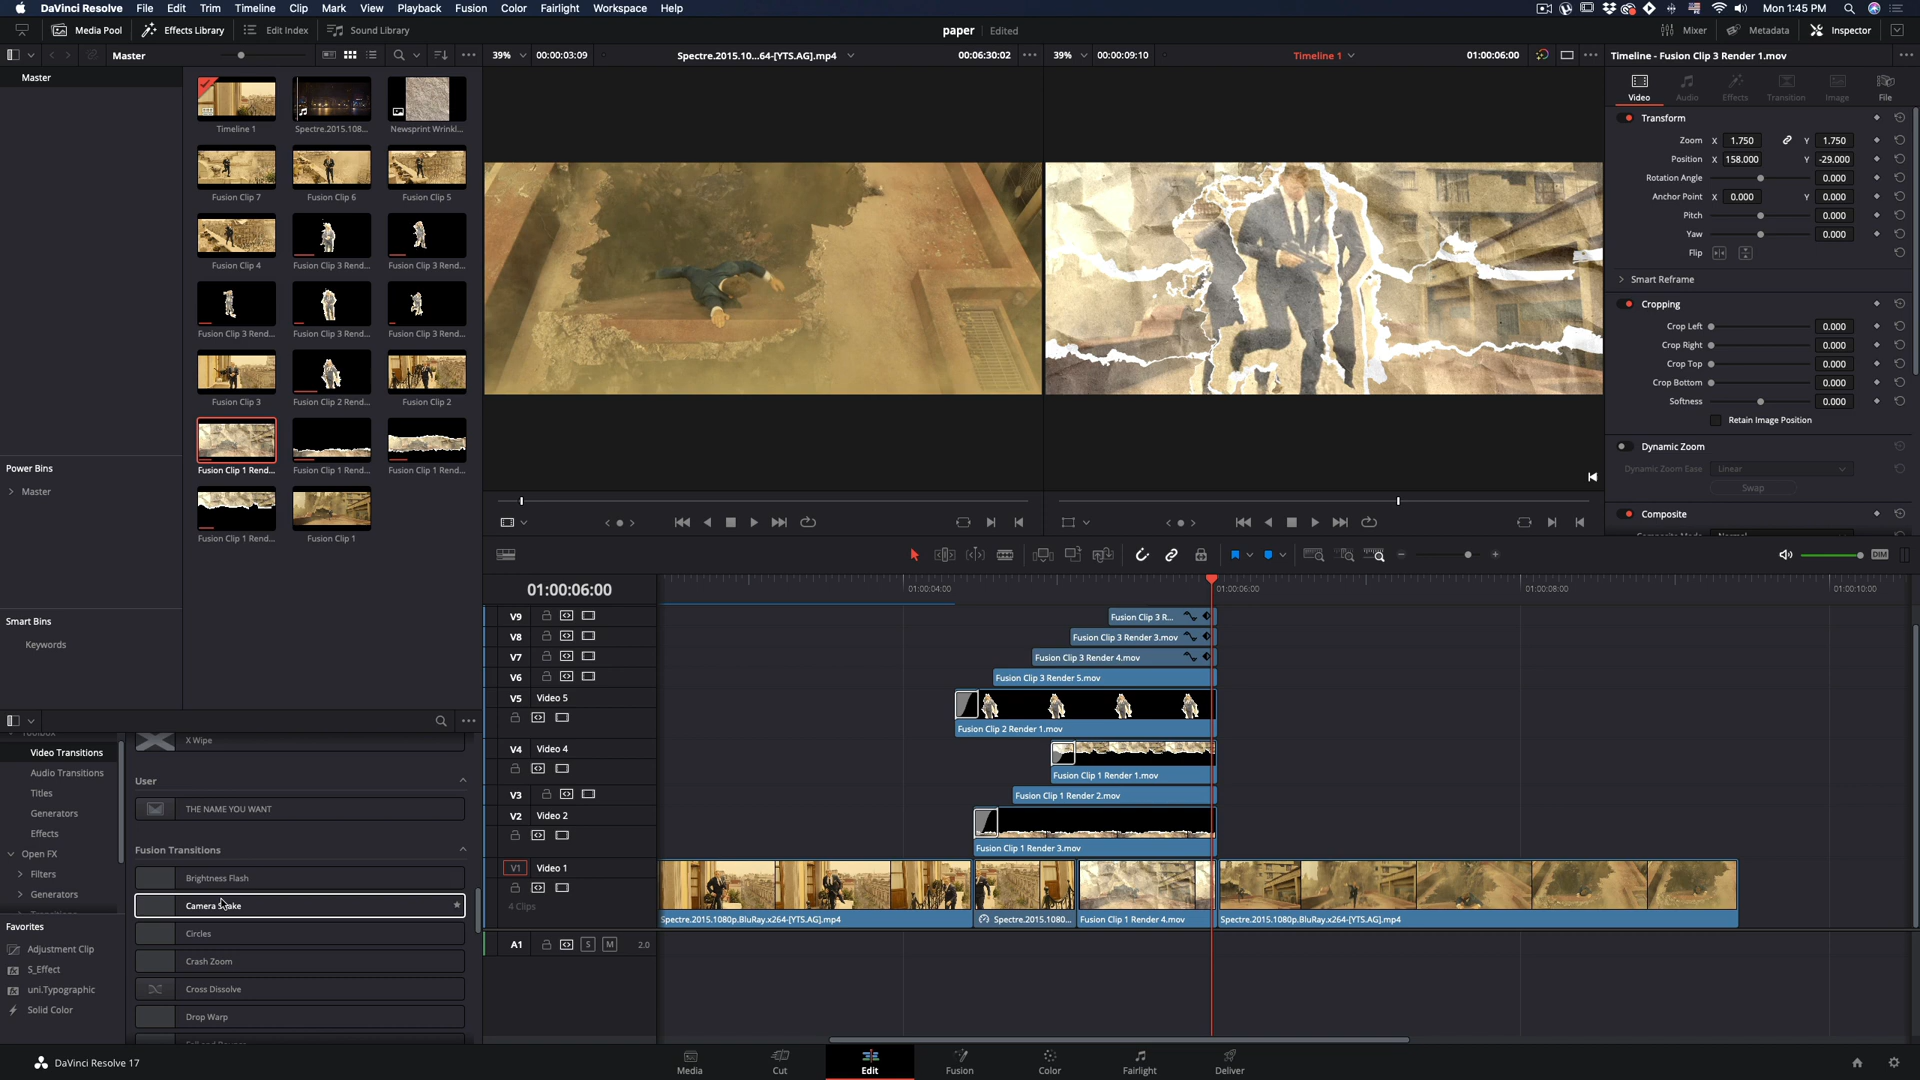 DaVinci Resolve File Edit Trim Timeline Clip Mark View Playback Fusion Color Fairlight Workspace Help Mon 1:45 PM
Media Pool Effects Library Edit Index Sound Library paper Edited Mixer Metadata Inspector
Master 39% 00:00:03:09 Spectre.2015.10...64-[YTS.AG].mp4 00:06:30:02 39% 00:00:09:10 Timeline 1 01:00:06:00 Timeline - Fusion Clip 3 Render 1.mov
Master
Video Audio Effects Transition Image File
Timeline 1 Spectre.2015.108... Newsprint Wrinkl...
Fusion Clip 7 Fusion Clip 6 Fusion Clip 5
Fusion Clip 4 Fusion Clip 3 Rend... Fusion Clip 3 Rend...
Fusion Clip 3 Rend... Fusion Clip 3 Rend... Fusion Clip 3 Rend...
Fusion Clip 3 Fusion Clip 2 Rend... Fusion Clip 2
Fusion Clip 1 Rend... Fusion Clip 1 Rend... Fusion Clip 1 Rend...
Fusion Clip 1 Rend... Fusion Clip 1
Transform
Zoom X 1.750 Y 1.750
Position X 158.000 Y -29.000
Rotation Angle 0.000
Anchor Point X 0.000 Y 0.000
Pitch 0.000
Yaw 0.000
Flip
Smart Reframe
Cropping
Crop Left 0.000
Crop Right 0.000
Crop Top 0.000
Crop Bottom 0.000
Softness 0.000
Retain Image Position
Dynamic Zoom
Dynamic Zoom Ease Linear
Swap
Composite
Power Bins
Master
Smart Bins
Keywords
DIM
01:00:06:00 01:00:04:00 01:00:06:00 01:00:08:00 01:00:10:00
V9 Fusion Clip 3 R...
V8 Fusion Clip 3 Render 3.mov
V7 Fusion Clip 3 Render 4.mov
V6 Fusion Clip 3 Render 5.mov
V5 Video 5
Fusion Clip 2 Render 1.mov
V4 Video 4
Fusion Clip 1 Render 1.mov
V3 Fusion Clip 1 Render 2.mov
V2 Video 2
Fusion Clip 1 Render 3.mov
V1 Video 1
4 Clips
Spectre.2015.1080p.BluRay.x264-[YTS.AG].mp4 Spectre.2015.1080... Fusion Clip 1 Render 4.mov Spectre.2015.1080p.BluRay.x264-[YTS.AG].mp4
A1 S M 2.0
Toolbox
Video Transitions
Audio Transitions
Titles
Generators
Effects
Open FX
Filters
Generators
Favorites
Adjustment Clip
S_Effect
uni.Typographic
Solid Color
X Wipe
User
THE NAME YOU WANT
Fusion Transitions
Brightness Flash
Camera Shake
Circles
Crash Zoom
Cross Dissolve
Drop Warp
DaVinci Resolve 17 Media Cut Edit Fusion Color Fairlight Deliver